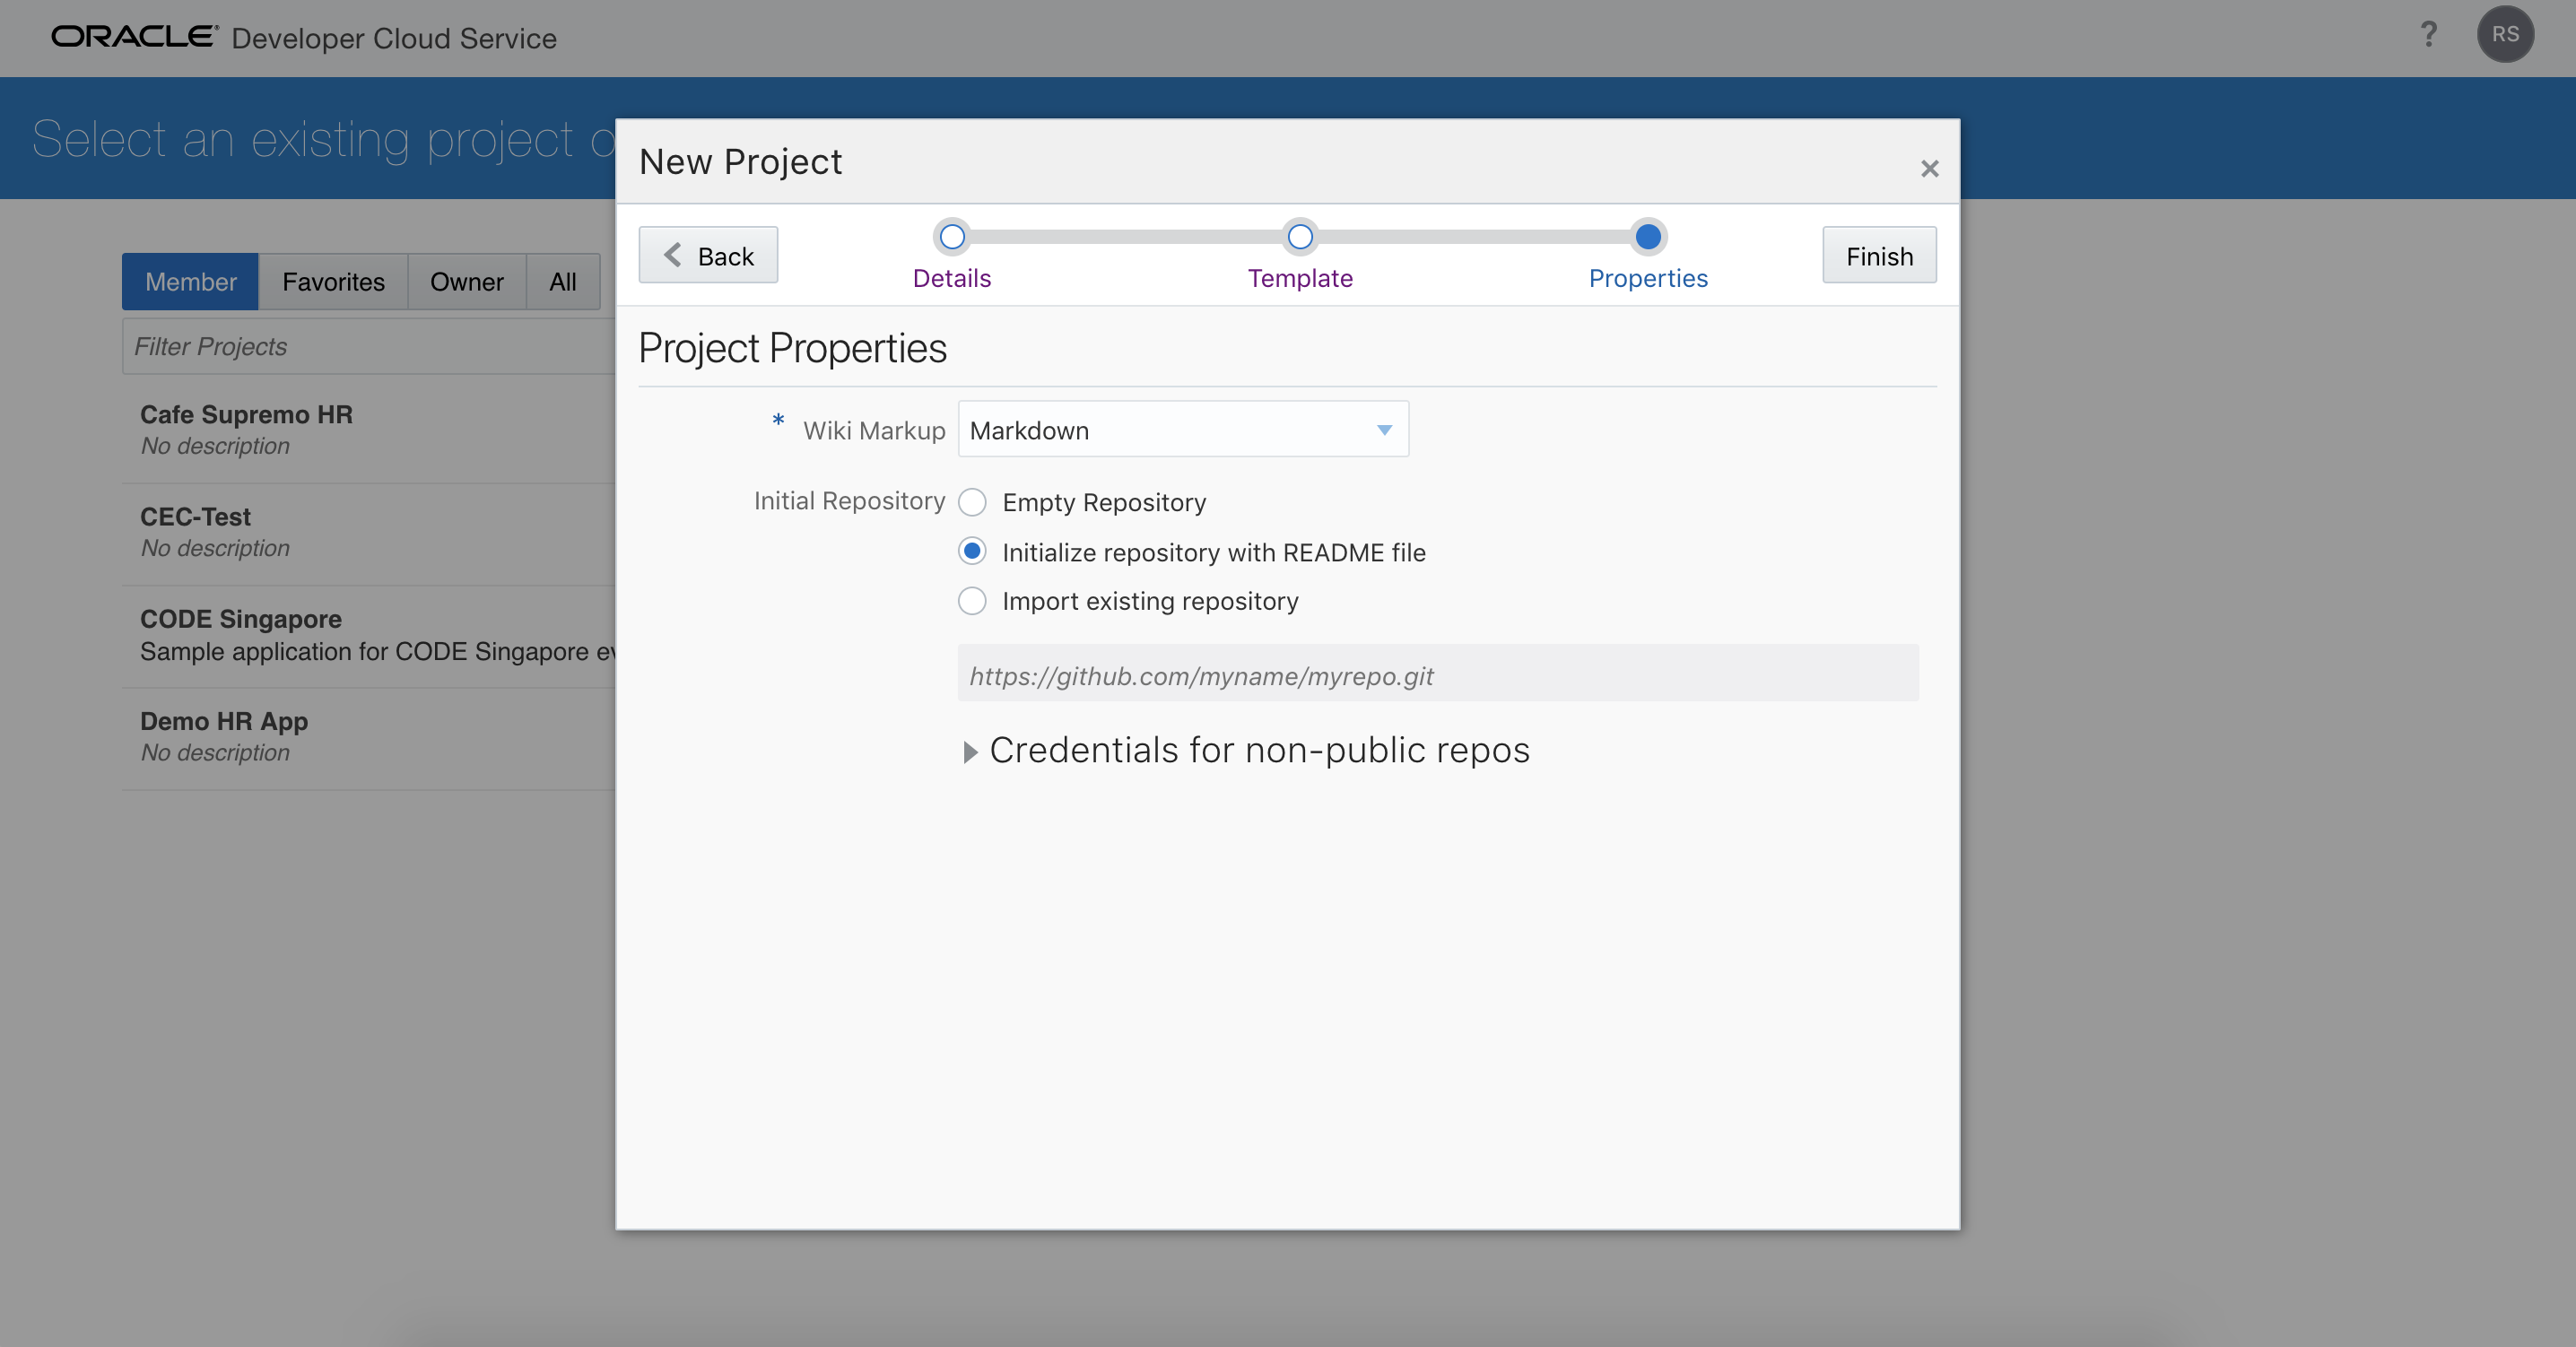 ORACLE Developer Cloud Service
? RS
Select an existing project o
Member Favorites Owner All
Filter Projects
Cafe Supremo HR
No description
CEC-Test
No description
CODE Singapore
Sample application for CODE Singapore ev
Demo HR App
No description
New Project
×
Back Details Template Properties Finish
Project Properties
* Wiki Markup Markdown
Initial Repository Empty Repository
Initialize repository with README file
Import existing repository
https://github.com/myname/myrepo.git
Credentials for non-public repos